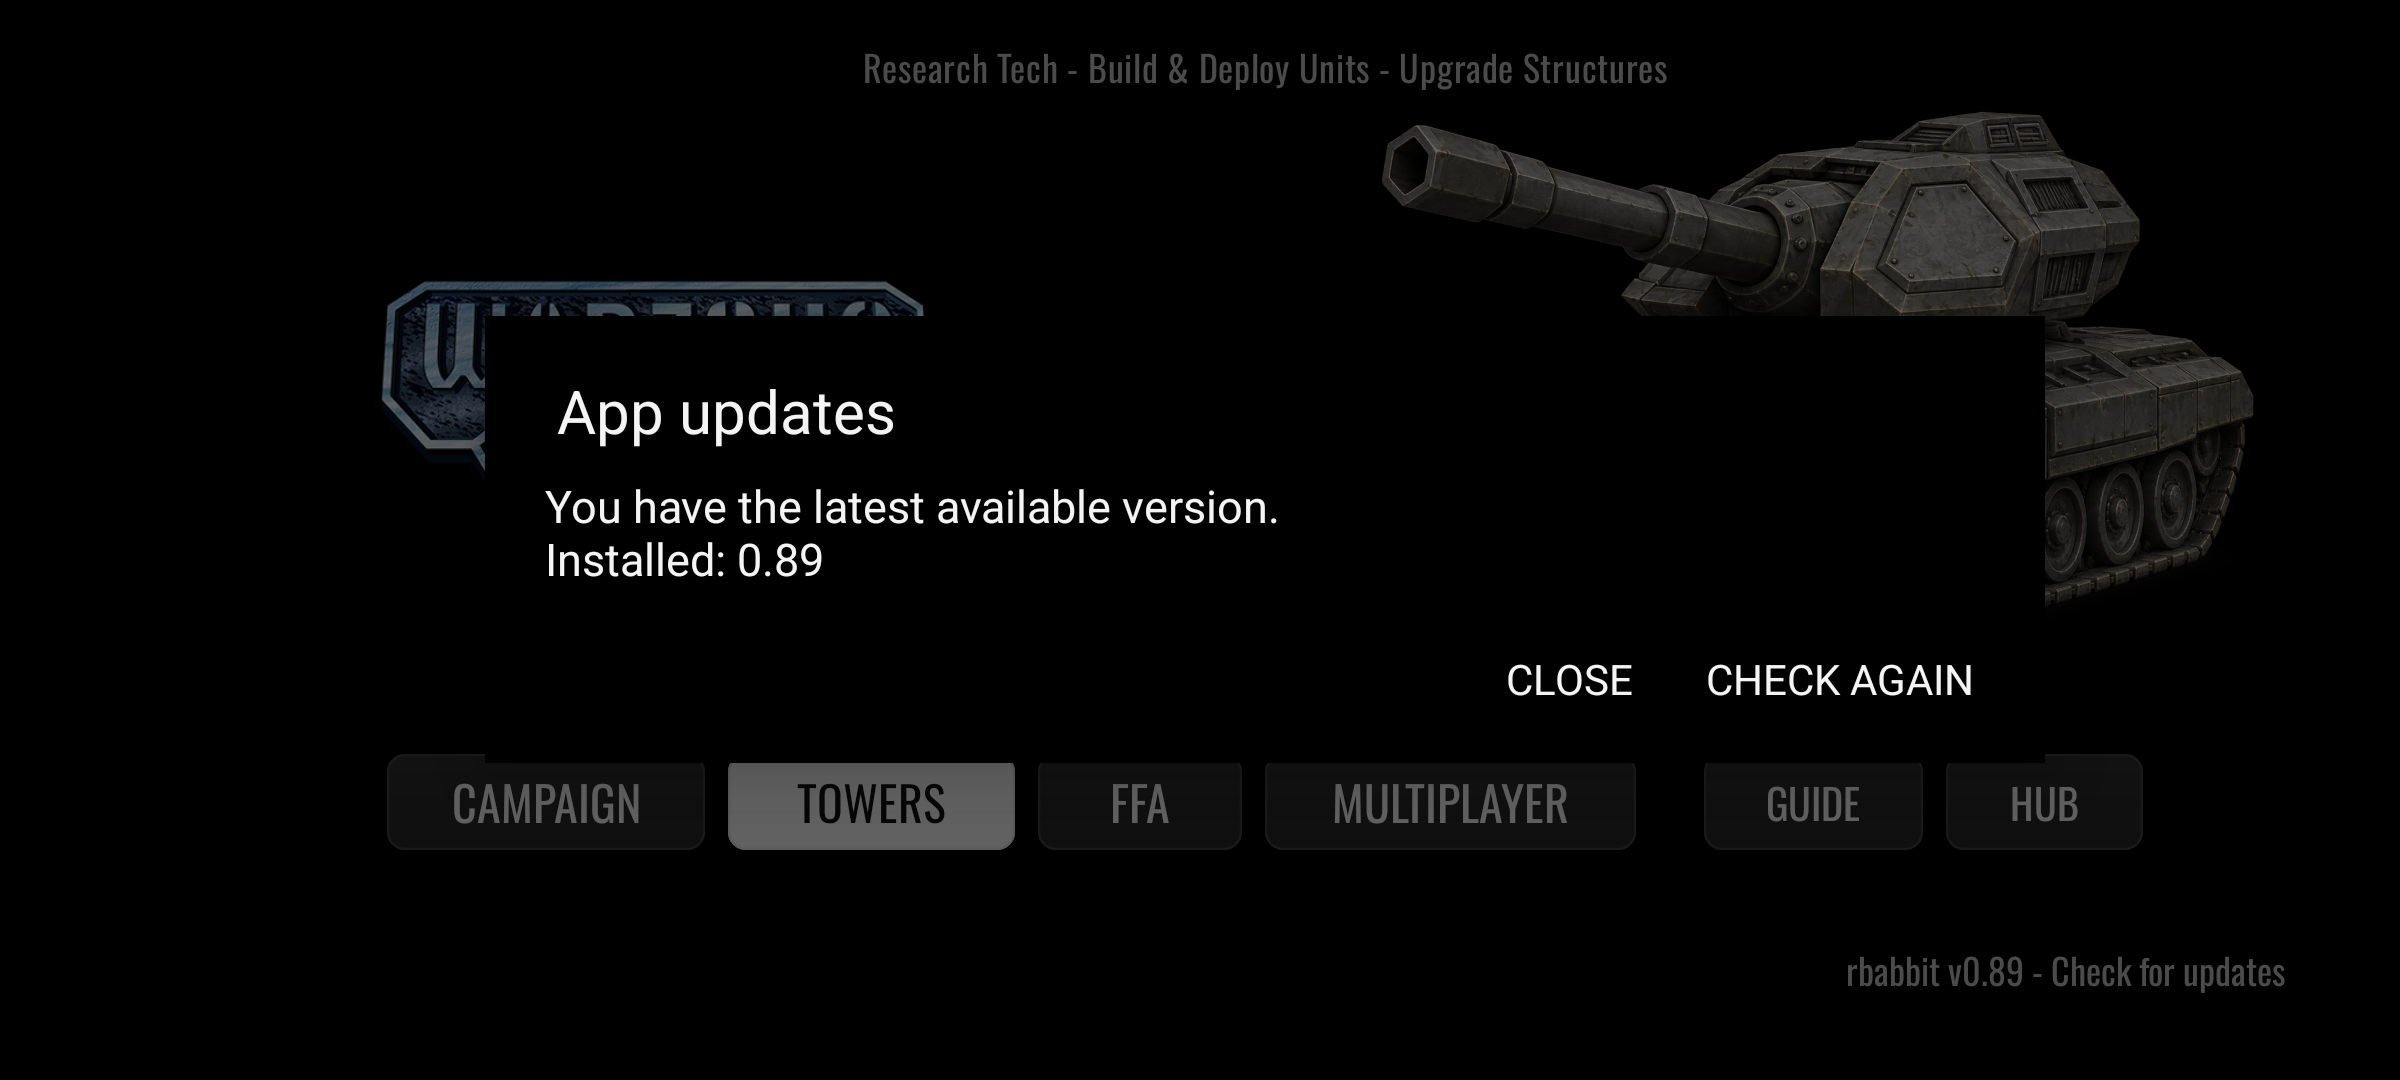 Research Tech - Build & Deploy Units - Upgrade Structures
App updates
You have the latest available version.
Installed: 0.89
CLOSE CHECK AGAIN
CAMPAIGN TOWERS FFA MULTIPLAYER GUIDE HUB
rbabbit v0.89 - Check for updates